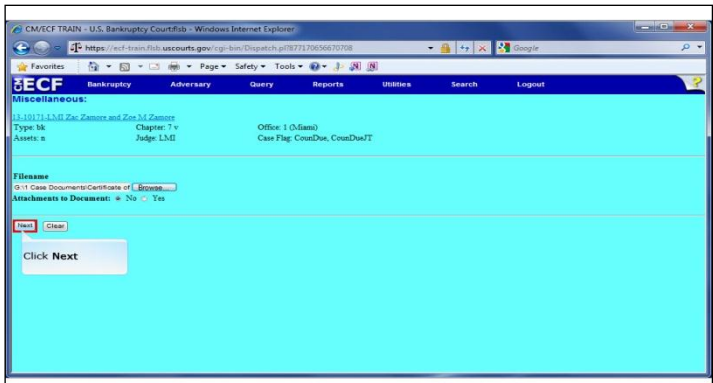 CM/ECF TRAIN - U.S. Bankruptcy Court:flsb - Windows Internet Explorer
https://ecf-train.flsb.uscourts.gov/cgi-bin/Dispatch.pl?877170656670708
Google
Favorites Page Safety Tools
ECF Bankruptcy Adversary Query Reports Utilities Search Logout ?
Miscellaneous:
13-10171-LMI Zac Zamore and Zoe M Zamore
Type: bk Chapter: 7 v Office: 1 (Miami)
Assets: n Judge: LMI Case Flag: CounDue, CounDueJT
Filename
G:\1 Case Documents\Certificate of Browse...
Attachments to Document: No Yes
Next Clear
Click Next